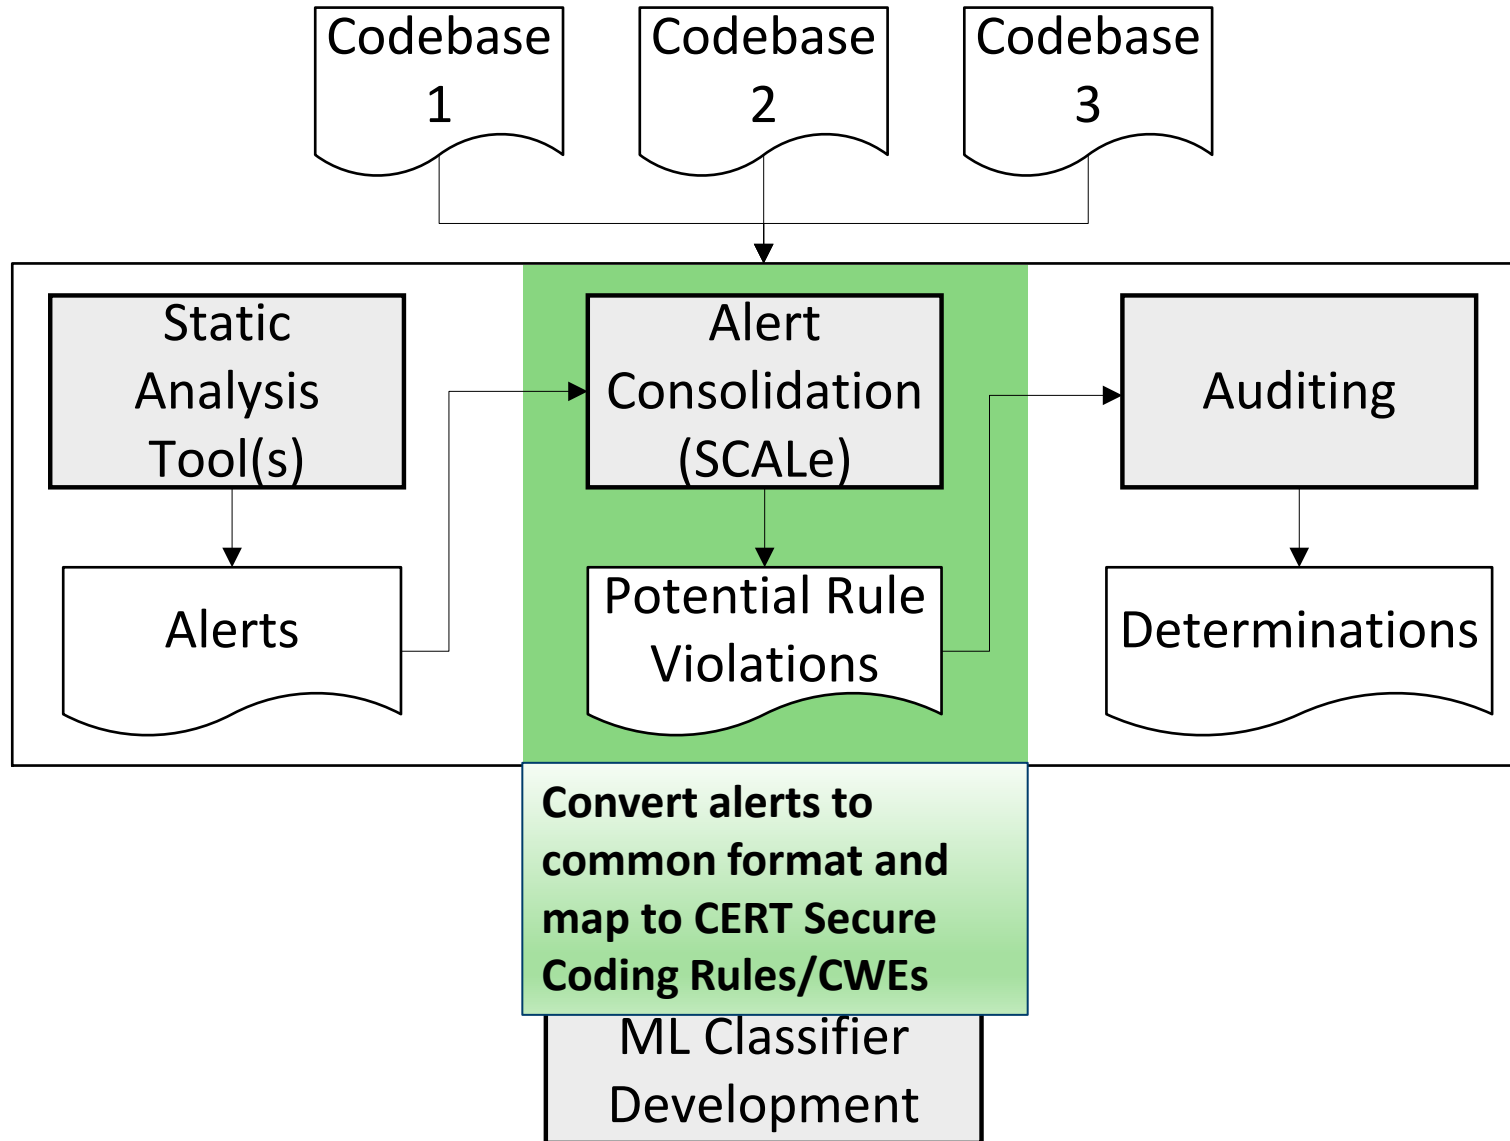 Codebase
1
Codebase
2
Codebase
3
Static
Analysis
Tool(s)
Alert
Consolidation
(SCALe)
Auditing
Alerts
Potential Rule
Violations
Determinations
Convert alerts to
common format and
map to CERT Secure
Coding Rules/CWEs
ML Classifier
Development